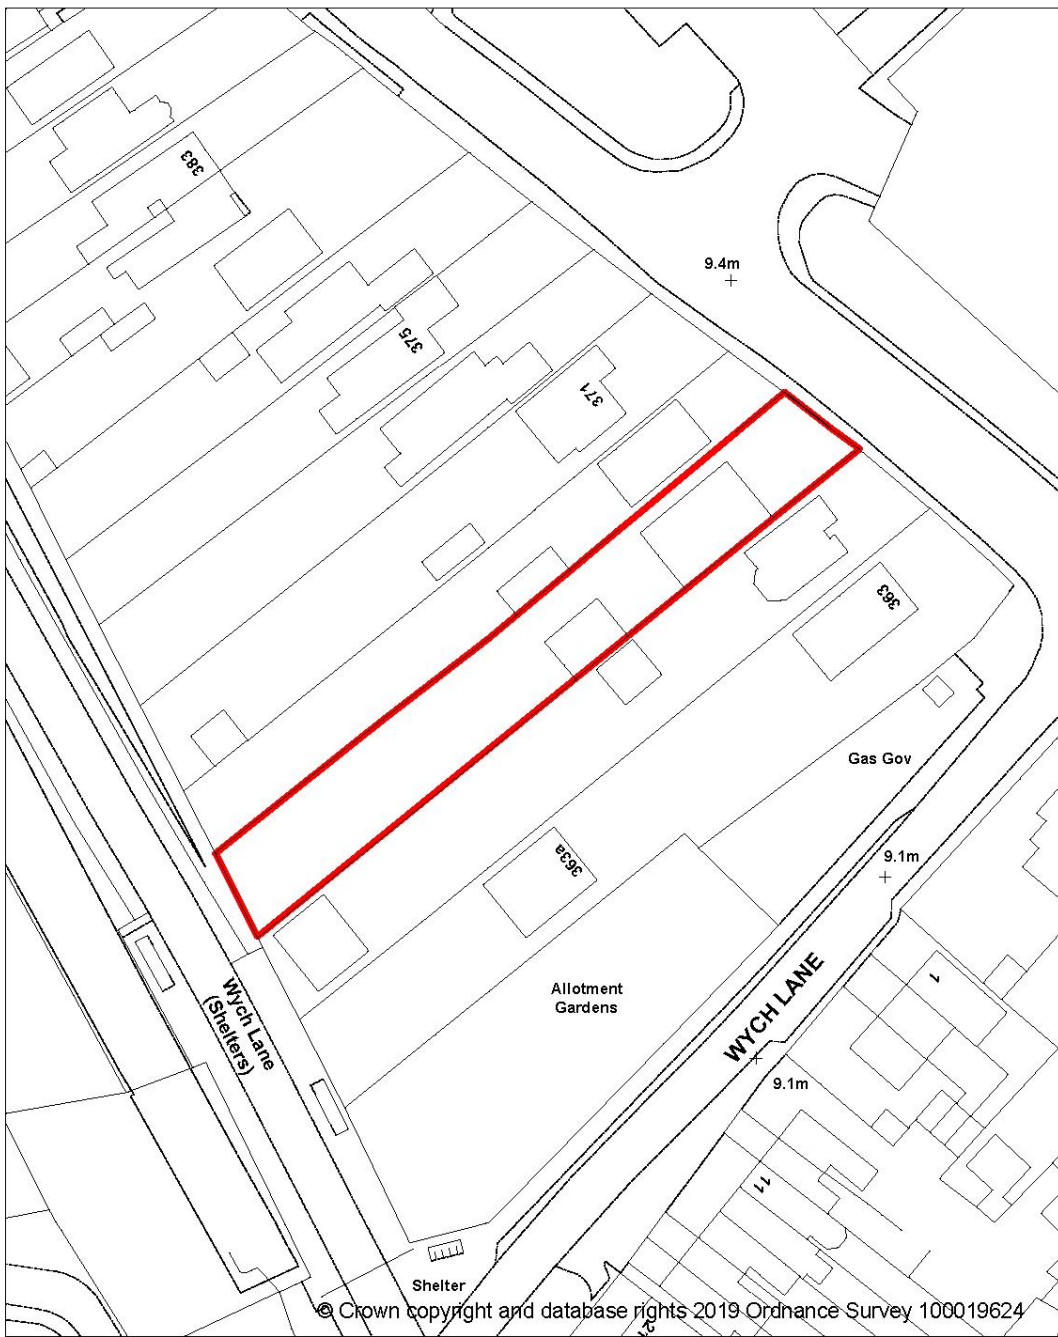 383
9.4m
375
371
363
Gas Gov
363a
9.1m
Allotment
Gardens
WYCH LANE
1
Wych Lane
(Shelters)
9.1m
11
Shelter
© Crown copyright and database rights 2019 Ordnance Survey 100019624